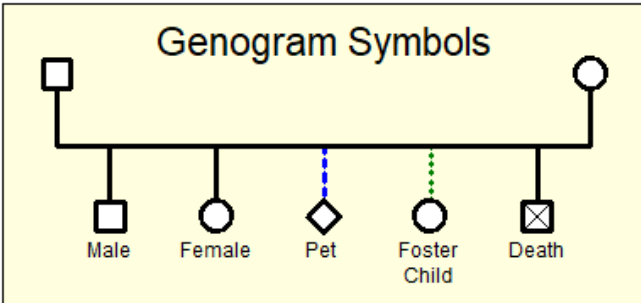 Genogram Symbols
Male
Female
Pet
Foster
Child
Death